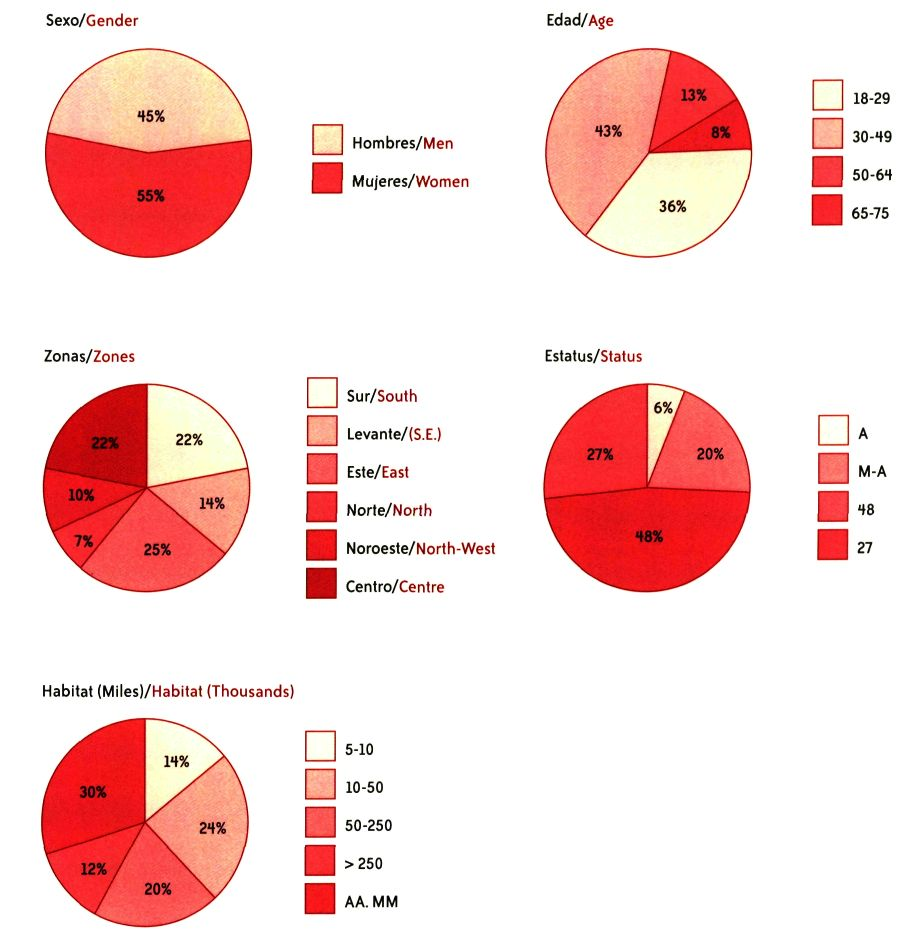 Sexo/Gender
45%
55%
Hombres/Men
Mujeres/Women
Edad/Age
13%
43%
8%
36%
18-29
30-49
50-64
65-75
Zonas/Zones
22%
22%
10%
14%
7%
25%
Sur/South
Levante/(S.E.)
Este/East
Norte/North
Noroeste/North-West
Centro/Centre
Estatus/Status
6%
27%
20%
48%
A
M-A
48
27
Habitat (Miles)/Habitat (Thousands)
14%
30%
24%
12%
20%
5-10
10-50
50-250
> 250
AA. MM